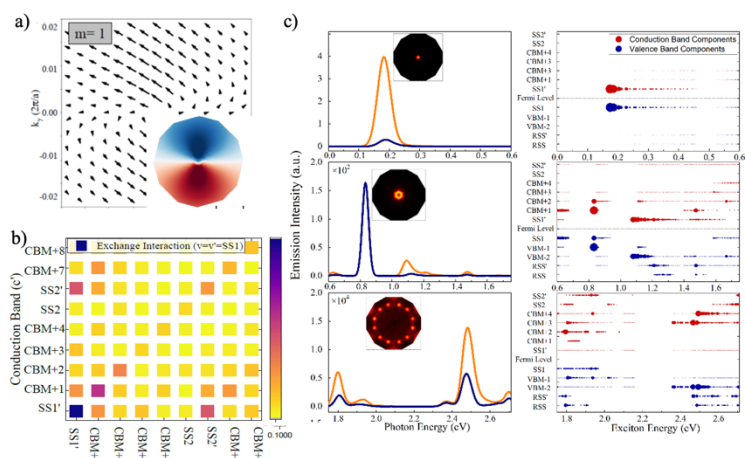 a)
m= 1
0.02
0.01
0.00
-0.01
-0.02
k_y (2π/a)
b)
Exchange Interaction (v=v'=SS1)
Conduction Band (c')
CBM+8
CBM+7
SS2'
SS2
CBM+4
CBM+3
CBM+2
CBM+1
SS1'
SS1'
CBM+
CBM+
CBM+
CBM+
SS2
SS2'
CBM+
CBM+
0.1000
c)
Emission Intensity (a.u.)
4
3
2
1
0
0.0 0.1 0.2 0.3 0.4 0.5 0.6
×10²
2.0
1.5
1.0
0.5
0.0
0.6 0.8 1.0 1.2 1.4 1.6
×10⁴
3
2
1
0
1.8 2.0 2.2 2.4 2.6
Photon Energy (eV)
Conduction Band Components
Valence Band Components
SS2'
SS2
CBM+4
CBM+3
CBM+3
CBM+1
SS1'
Fermi Level
SS1
VBM-1
VBM-2
RSS'
RSS
0.0 0.1 0.2 0.3 0.4 0.5 0.6
SS2'
SS2
CBM+4
CBM+3
CBM+2
CBM+1
SS1'
SS1
VBM-1
VBM-2
RSS'
RSS
0.6 0.8 1.0 1.2 1.4 1.6
SS2'
SS2
CBM+4
CBM+3
CBM+2
CBM+1
SS1'
Fermi Level
SS1
VBM-1
VBM-2
RSS'
RSS
1.8 2.0 2.2 2.4 2.6
Exciton Energy (eV)